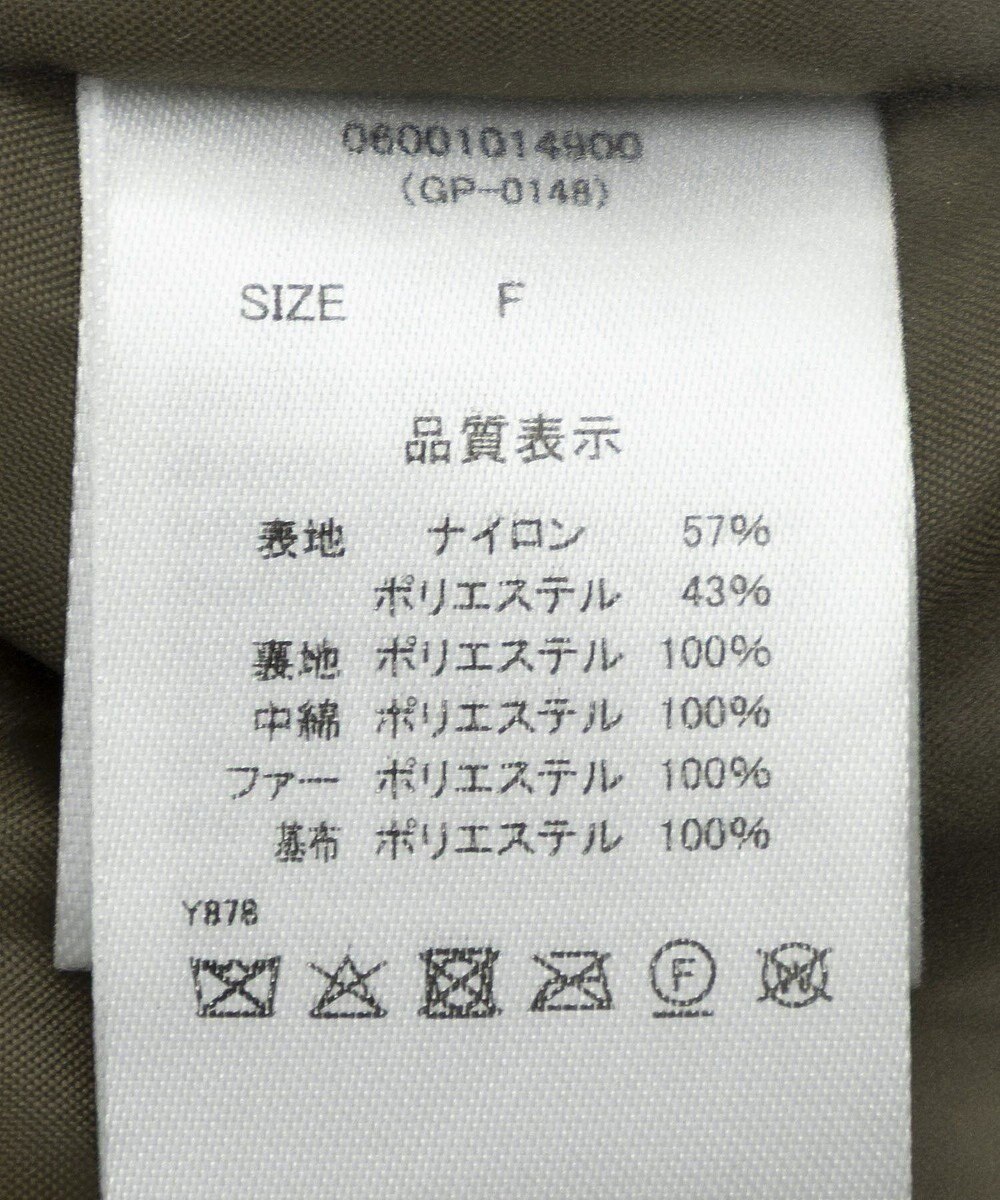 06001014900
(GP-0148)
SIZE F
品質表示
表地 ナイロン 57%
ポリエステル 43%
裏地 ポリエステル 100%
中綿 ポリエステル 100%
ファー ポリエステル 100%
基布 ポリエステル 100%
Y878
F W